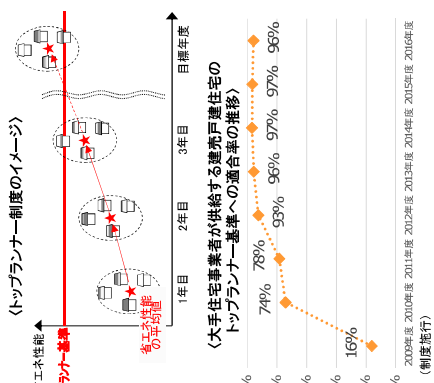 〈トップランナー制度のイメージ〉
エネ性能
ランナー基準
省エネ性能
の平均値
1年目
2年目
3年目
目標年度
〈大手住宅事業者が供給する建売戸建住宅の
トップランナー基準への適合率の推移〉
16%
74%
78%
93%
96%
97%
97%
96%
%
%
%
%
%
%
2009年度 2010年度 2011年度 2012年度 2013年度 2014年度 2015年度 2016年度
(制度施行)